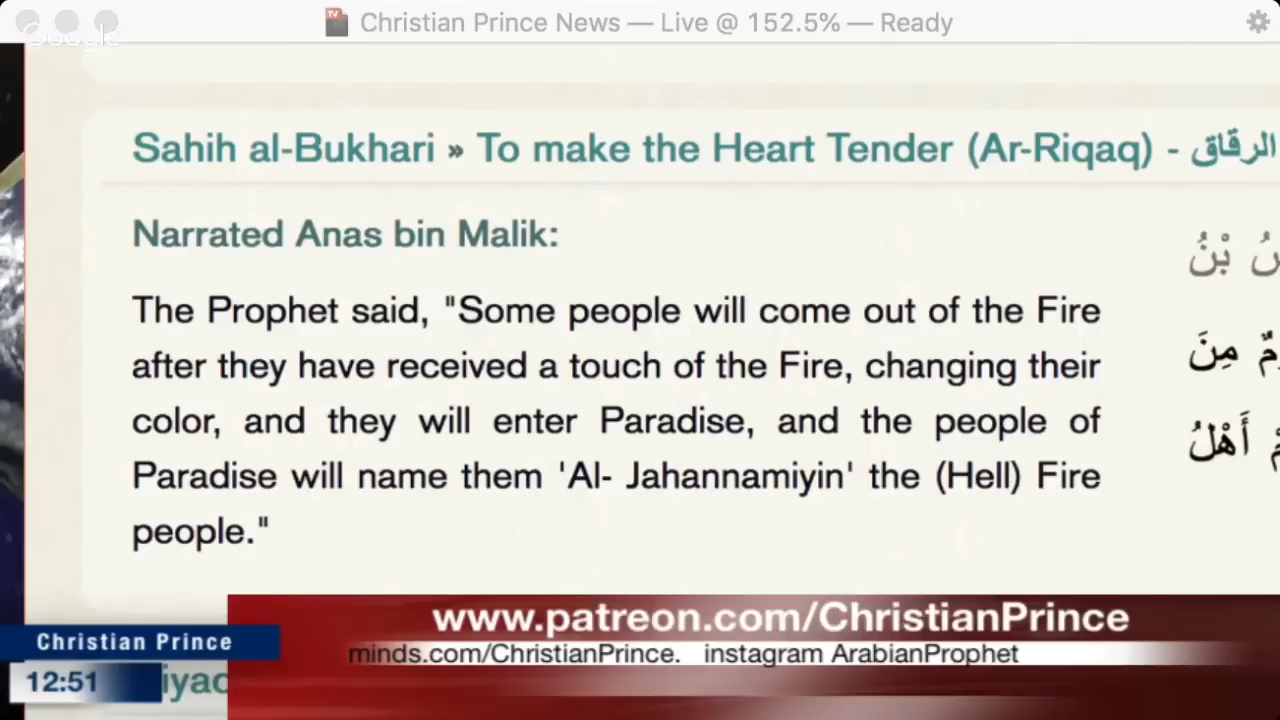 Christian Prince News — Live @ 152.5% — Ready
Google
Sahih al-Bukhari » To make the Heart Tender (Ar-Riqaq) - الرقاق
Narrated Anas bin Malik:
بْنُ
The Prophet said, "Some people will come out of the Fire
after they have received a touch of the Fire, changing their
مِنَ
color, and they will enter Paradise, and the people of
أَهْلُ
Paradise will name them 'Al- Jahannamiyin' the (Hell) Fire
people."
www.patreon.com/ChristianPrince
Christian Prince
minds.com/ChristianPrince. instagram ArabianProphet
12:51